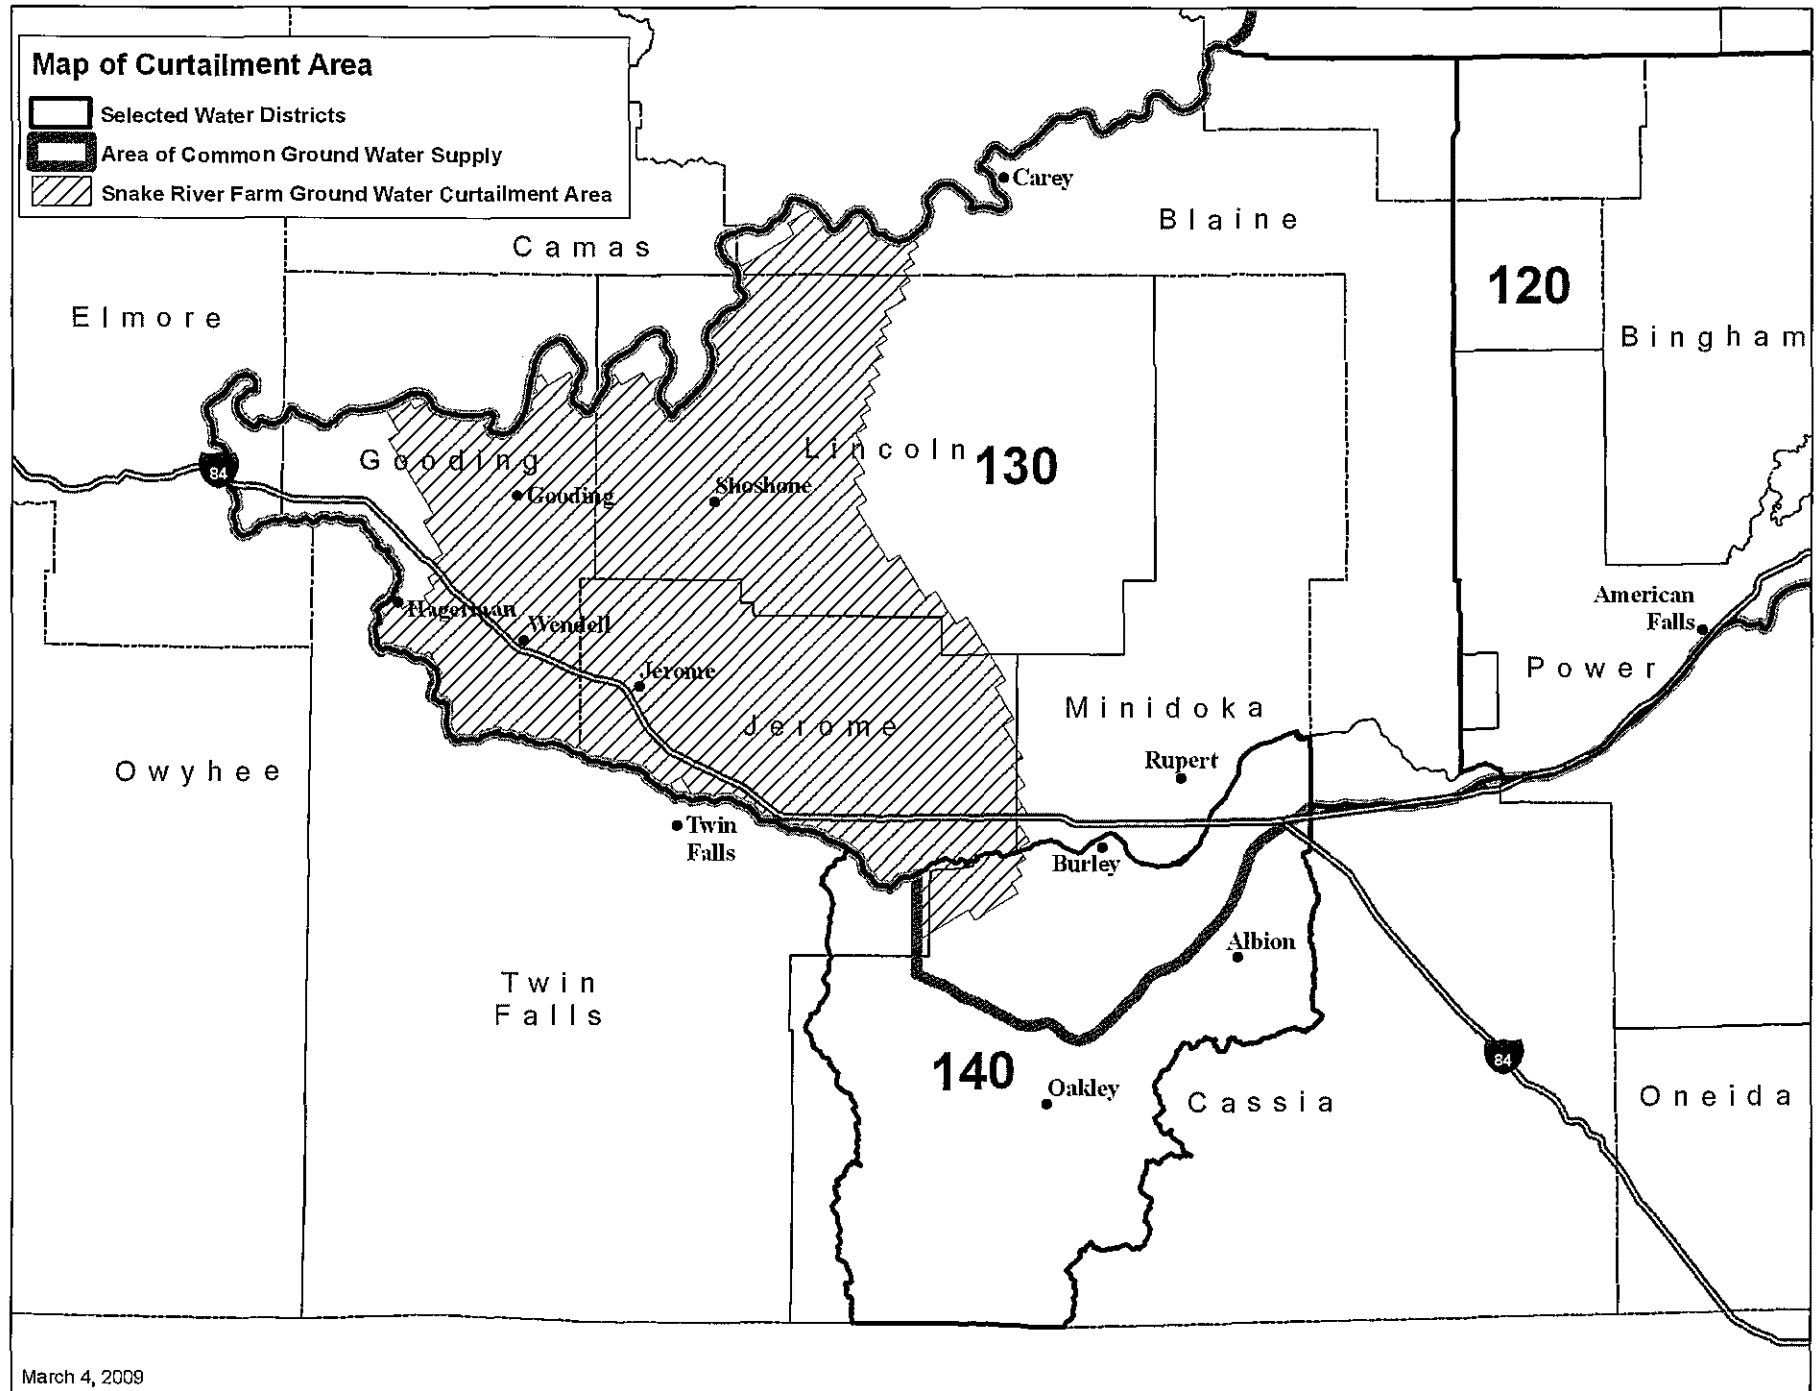 Map of Curtailment Area
Selected Water Districts
Area of Common Ground Water Supply
Snake River Farm Ground Water Curtailment Area
Carey
Blaine
Camas
120
Elmore
Bingham
Lincoln
130
Gooding
84
Gooding
Shoshone
American
Falls
Hagerman
Wendell
Jerome
Power
Minidoka
Jerome
Owyhee
Rupert
Twin
Falls
Burley
Albion
Twin
Falls
140
84
Oakley
Cassia
Oneida
March 4, 2009